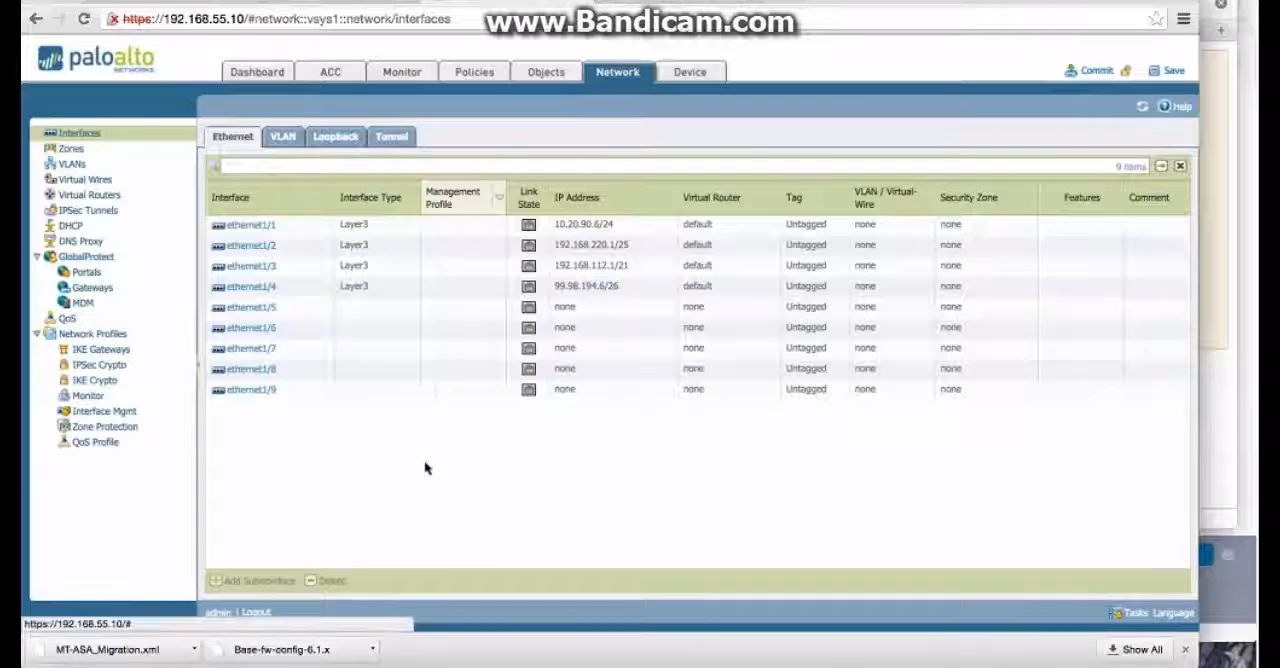 https://192.168.55.10/#network::vsys1::network/interfaces
www.Bandicam.com
paloalto
NETWORKS
Dashboard ACC Monitor Policies Objects Network Device
Commit Save
Help
Interfaces
Zones
VLANs
Virtual Wires
Virtual Routers
IPSec Tunnels
DHCP
DNS Proxy
GlobalProtect
Portals
Gateways
MDM
QoS
Network Profiles
IKE Gateways
IPSec Crypto
IKE Crypto
Monitor
Interface Mgmt
Zone Protection
QoS Profile
Ethernet VLAN Loopback Tunnel
9 items
Interface Interface Type Management Profile Link State IP Address Virtual Router Tag VLAN / Virtual-Wire Security Zone Features Comment
ethernet1/1 Layer3 10.20.90.6/24 default Untagged none none
ethernet1/2 Layer3 192.168.220.1/25 default Untagged none none
ethernet1/3 Layer3 192.168.112.1/21 default Untagged none none
ethernet1/4 Layer3 99.98.194.6/26 default Untagged none none
ethernet1/5 none none Untagged none none
ethernet1/6 none none Untagged none none
ethernet1/7 none none Untagged none none
ethernet1/8 none none Untagged none none
ethernet1/9 none none Untagged none none
Add Subinterface Delete
admin | Logout
Tasks Language
https://192.168.55.10/#
MT-ASA_Migration.xml Base-fw-config-6.1.x Show All